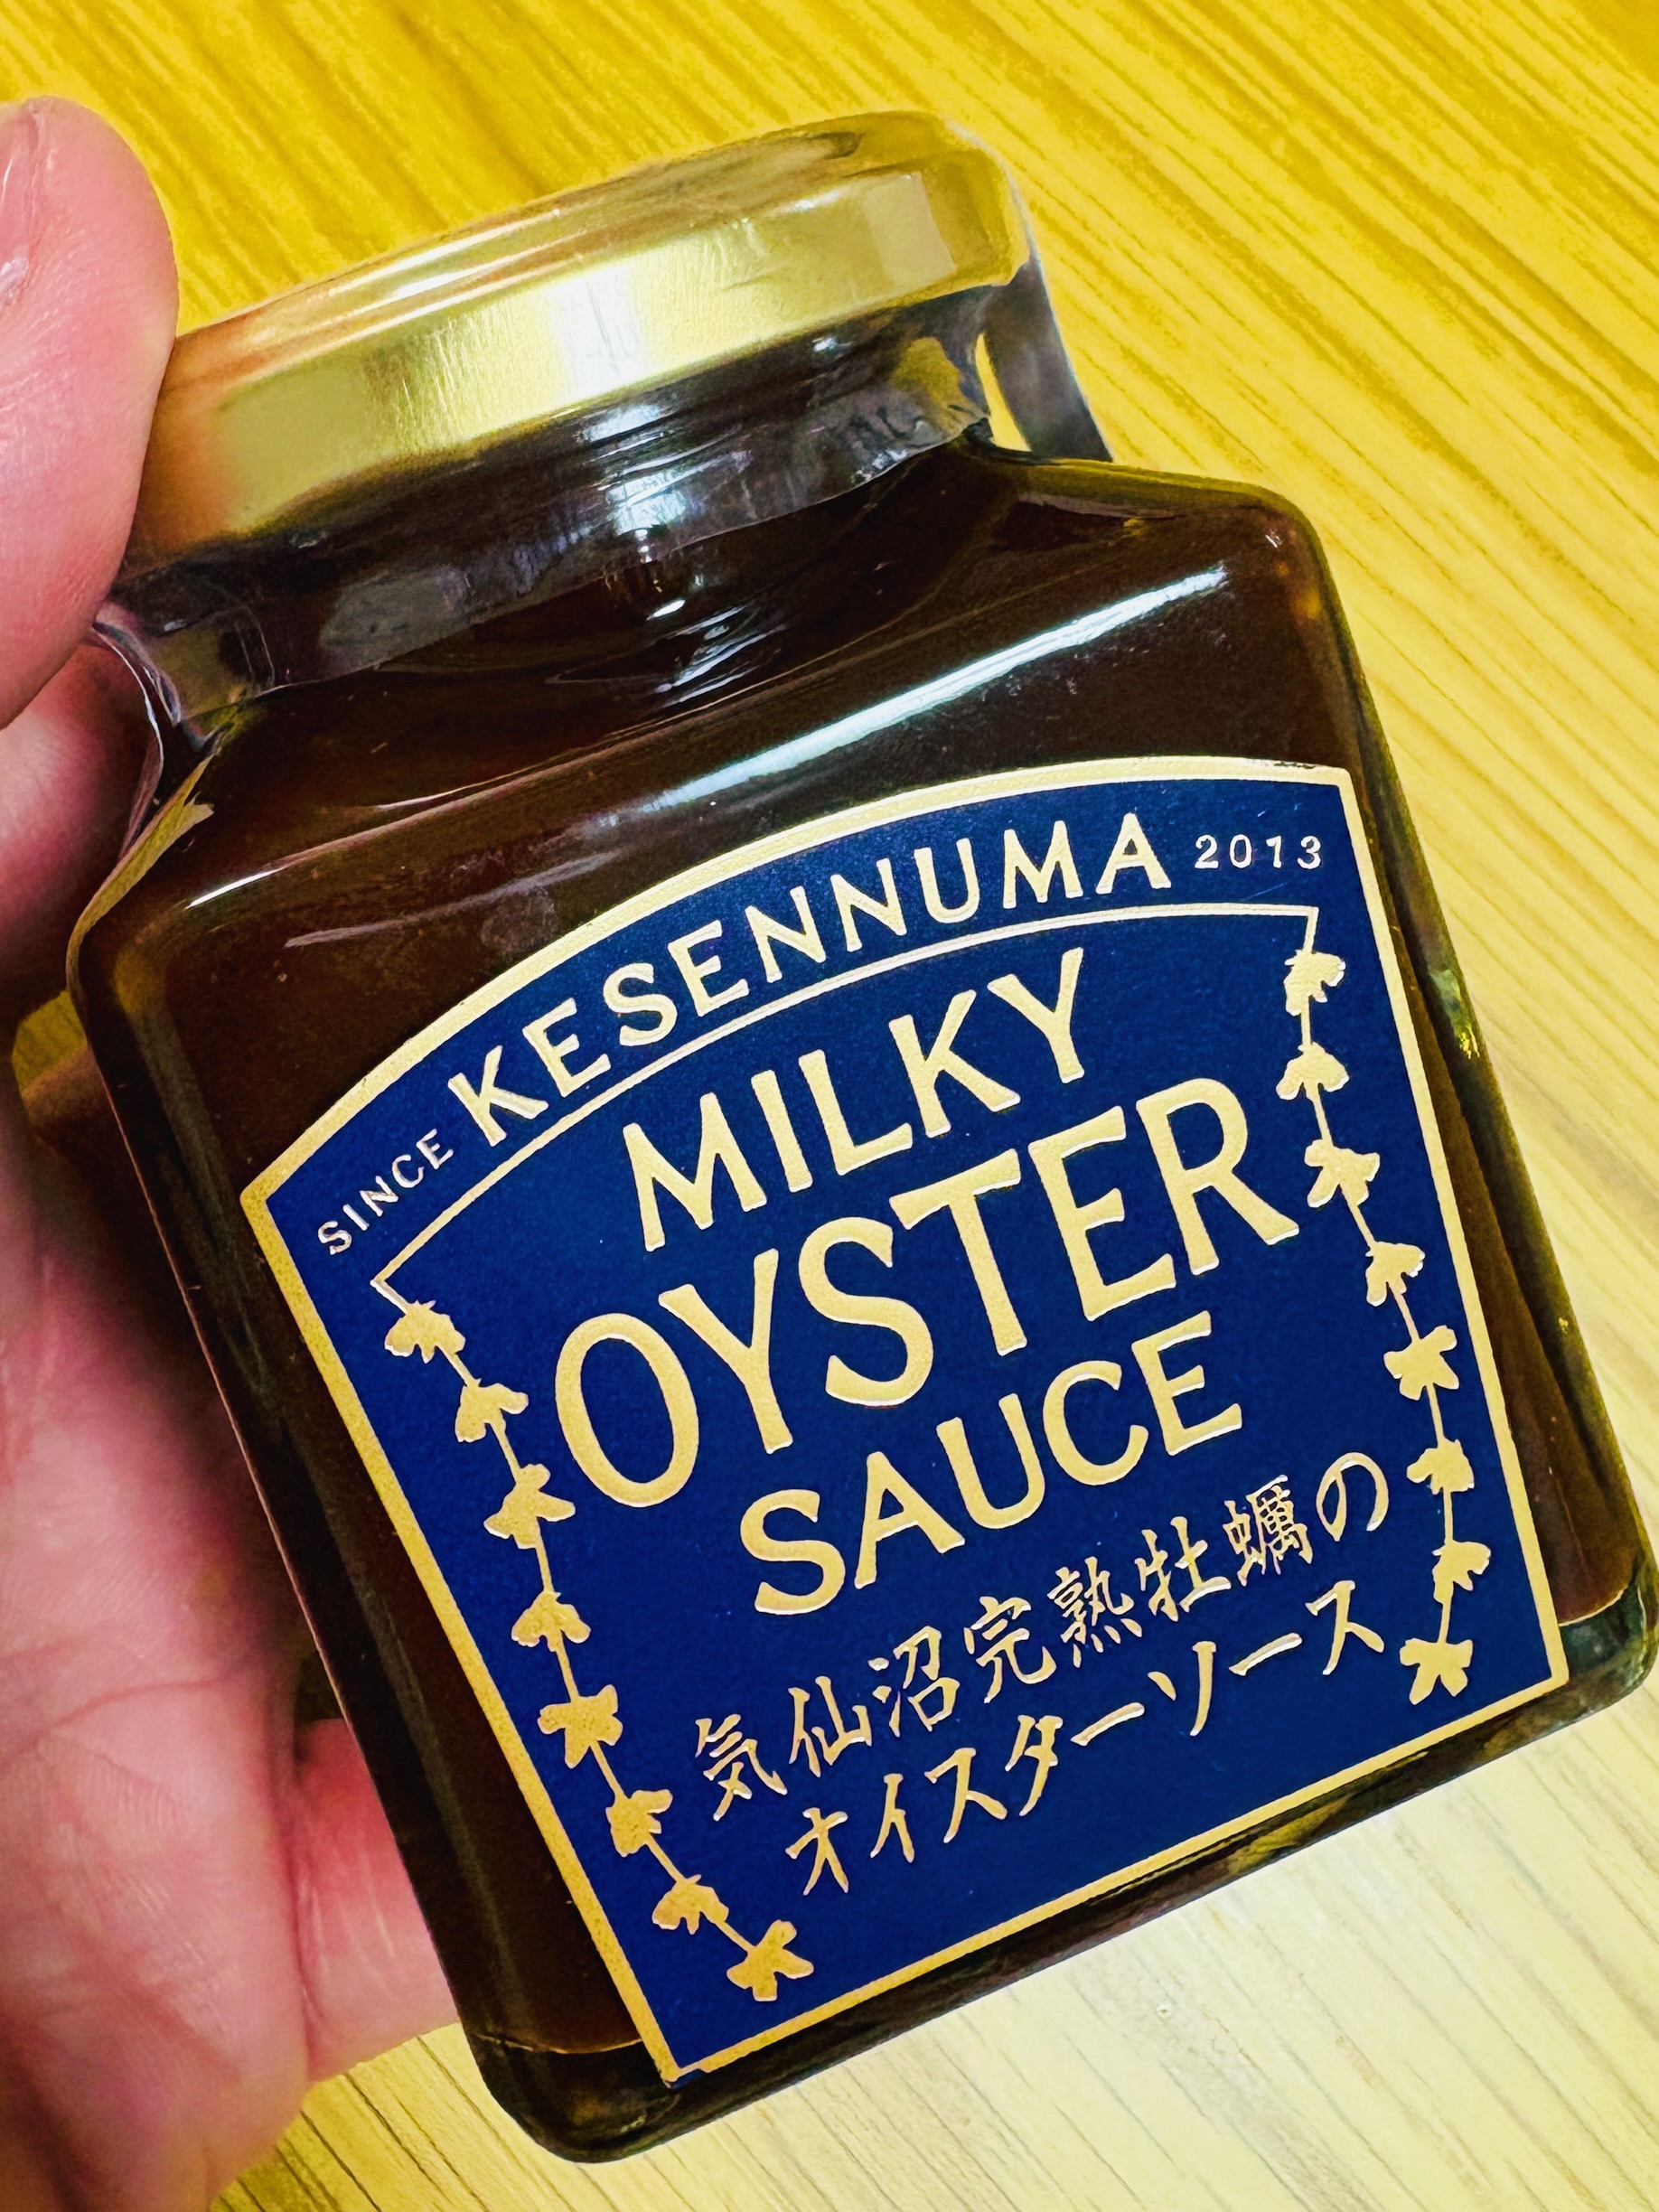 SINCE KESENNUMA 2013
MILKY
OYSTER
SAUCE
気仙沼完熟牡蠣の
オイスターソース